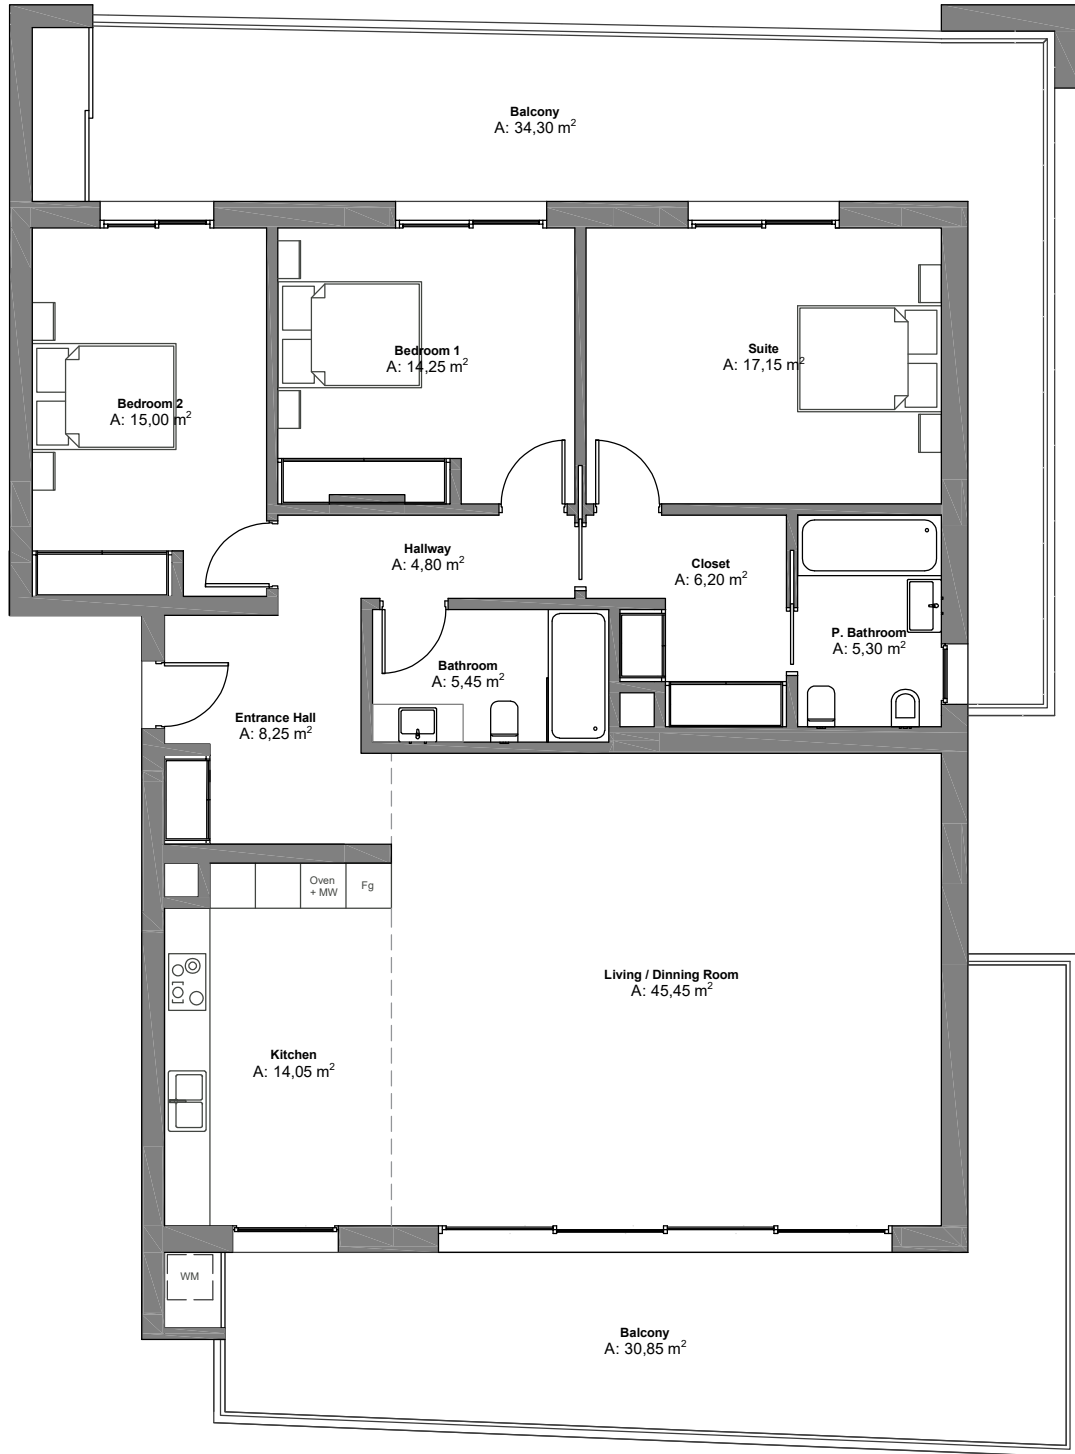 Balcony
A: 34,30 m²
Bedroom 1
A: 14,25 m²
Suite
A: 17,15 m²
Bedroom 2
A: 15,00 m²
Hallway
A: 4,80 m²
Closet
A: 6,20 m²
P. Bathroom
A: 5,30 m²
Bathroom
A: 5,45 m²
Entrance Hall
A: 8,25 m²
Oven
+ MW
Fg
Living / Dinning Room
A: 45,45 m²
Kitchen
A: 14,05 m²
WM
Balcony
A: 30,85 m²